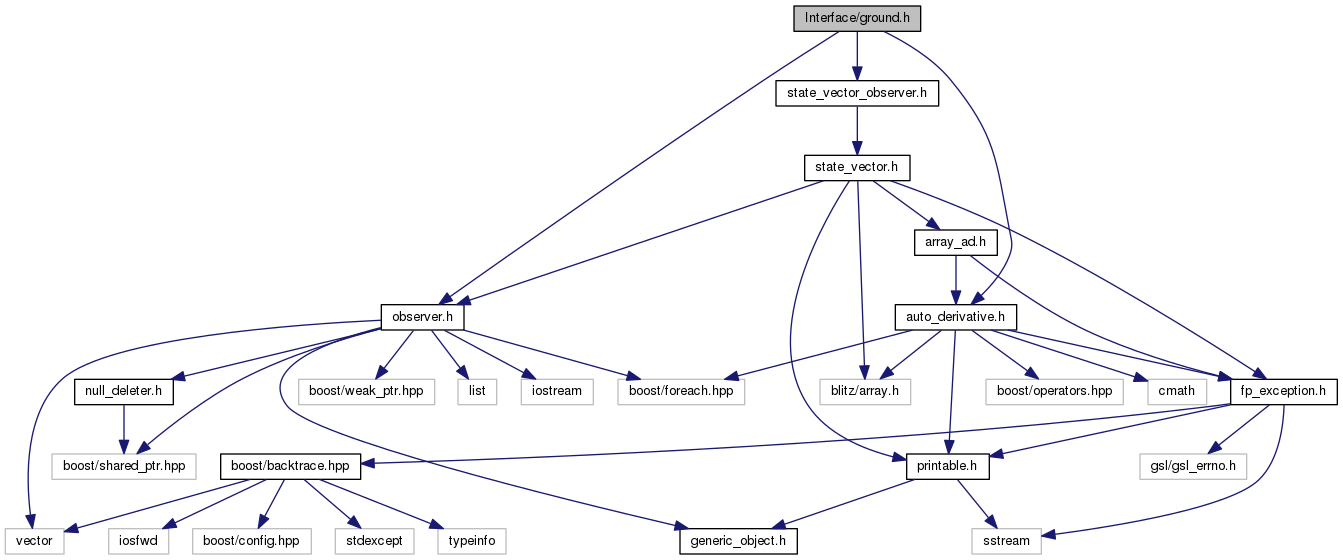 Interface/ground.h
state_vector_observer.h
state_vector.h
array_ad.h
observer.h
auto_derivative.h
null_deleter.h
boost/weak_ptr.hpp
list
iostream
boost/foreach.hpp
blitz/array.h
boost/operators.hpp
cmath
fp_exception.h
boost/shared_ptr.hpp
boost/backtrace.hpp
printable.h
gsl/gsl_errno.h
vector
iosfwd
boost/config.hpp
stdexcept
typeinfo
generic_object.h
sstream